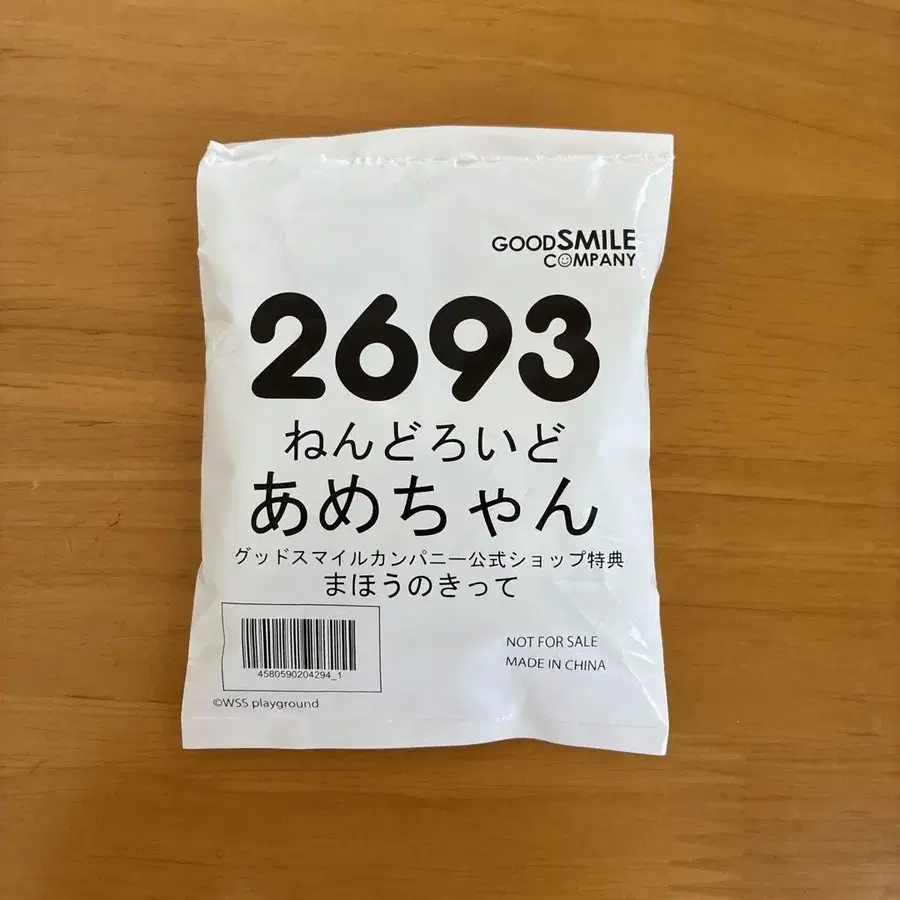 GOODSMILE
COMPANY
2693
ねんどろいど
あめちゃん
グッドスマイルカンパニー公式ショップ特典
まほうのきって
4580590204294_1
NOT FOR SALE
MADE IN CHINA
©WSS playground